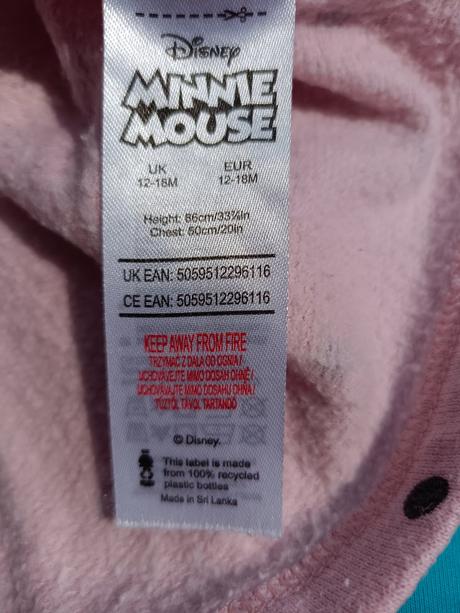 Disney
MINNIE
MOUSE
UK EUR
12-18M 12-18M
Height: 86cm/33¾in
Chest: 50cm/20in
UK EAN: 5059512296116
CE EAN: 5059512296116
KEEP AWAY FROM FIRE
TRZYMAĆ Z DALA OD OGNIA/
UCHOVÁVEJTE MIMO DOSAH OHNĚ/
UCHOVÁVAJTE MIMO DOSAHU OHŇA/
TŰZTŐL TÁVOL TARTANDÓ
© Disney.
This label is made
from 100% recycled
plastic bottles
Made in Sri Lanka